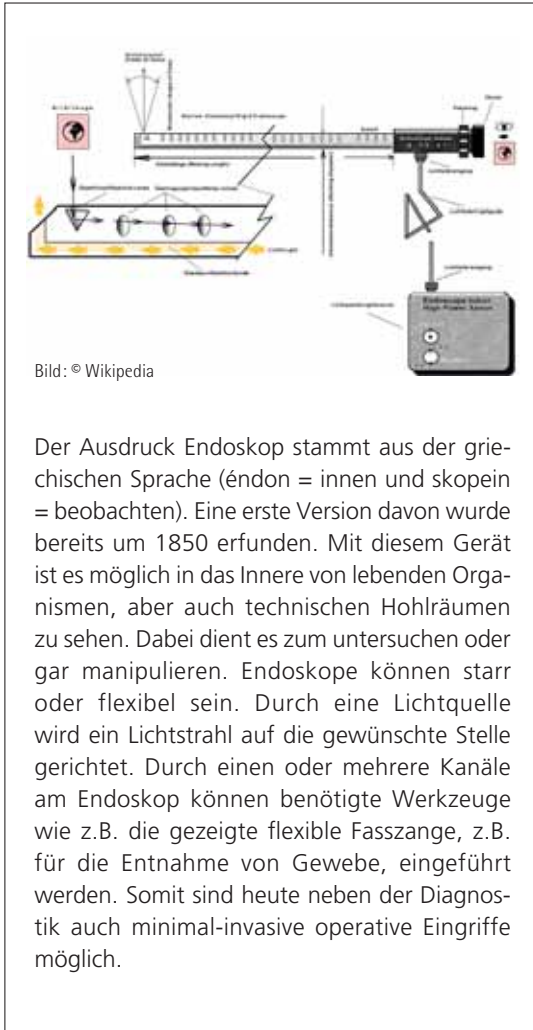 Bild: © Wikipedia
Der Ausdruck Endoskop stammt aus der grie-
chischen Sprache (éndon = innen und skopein
= beobachten). Eine erste Version davon wurde
bereits um 1850 erfunden. Mit diesem Gerät
ist es möglich in das Innere von lebenden Orga-
nismen, aber auch technischen Hohlräumen
zu sehen. Dabei dient es zum untersuchen oder
gar manipulieren. Endoskope können starr
oder flexibel sein. Durch eine Lichtquelle
wird ein Lichtstrahl auf die gewünschte Stelle
gerichtet. Durch einen oder mehrere Kanäle
am Endoskop können benötigte Werkzeuge
wie z.B. die gezeigte flexible Fasszange, z.B.
für die Entnahme von Gewebe, eingeführt
werden. Somit sind heute neben der Diagnos-
tik auch minimal-invasive operative Eingriffe
möglich.